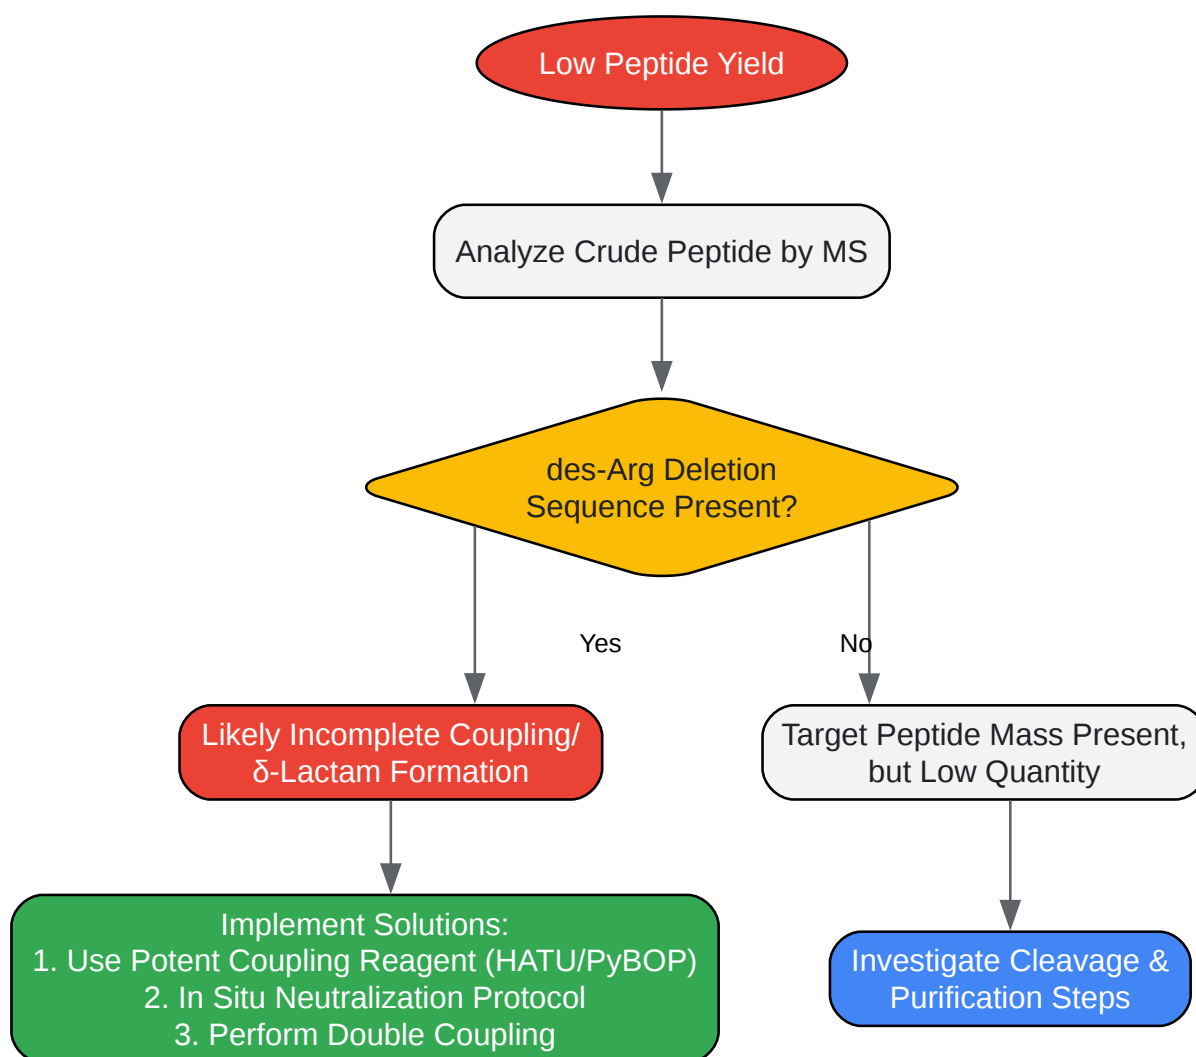 Low Peptide Yield
Analyze Crude Peptide by MS
des-Arg Deletion
Sequence Present?
Yes
No
Likely Incomplete Coupling/
δ-Lactam Formation
Target Peptide Mass Present,
but Low Quantity
Implement Solutions:
1. Use Potent Coupling Reagent (HATU/PyBOP)
2. In Situ Neutralization Protocol
3. Perform Double Coupling
Investigate Cleavage &
Purification Steps